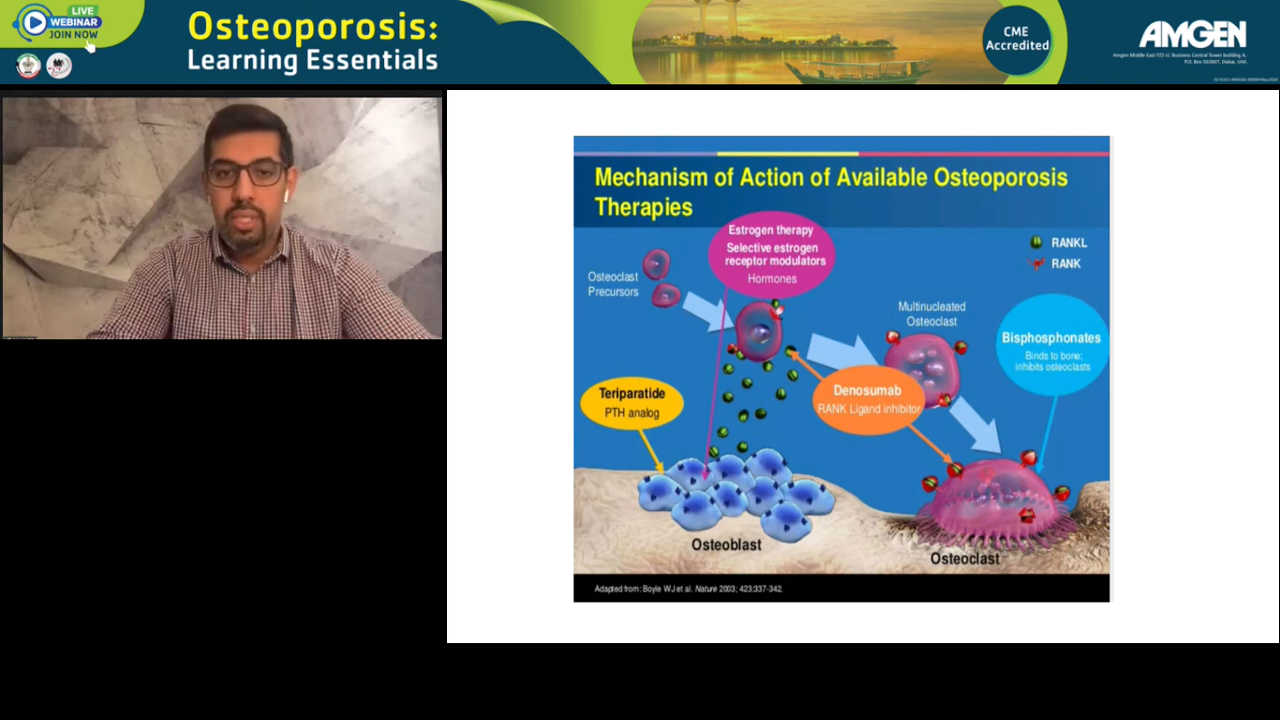 LIVE
WEBINAR
JOIN NOW
Osteoporosis:
Learning Essentials
CME
Accredited
AMGEN
Amgen Middle East FZ-LLC Business Central Tower building A,
P.O. Box 502607, Dubai, UAE.
Mechanism of Action of Available Osteoporosis
Therapies
Estrogen therapy
Selective estrogen
receptor modulators
Hormones
RANKL
RANK
Osteoclast
Precursors
Multinucleated
Osteoclast
Bisphosphonates
Binds to bone;
inhibits osteoclasts
Teriparatide
PTH analog
Denosumab
RANK Ligand inhibitor
Osteoblast
Osteoclast
Adapted from: Boyle WJ et al. Nature 2003; 423:337-342.